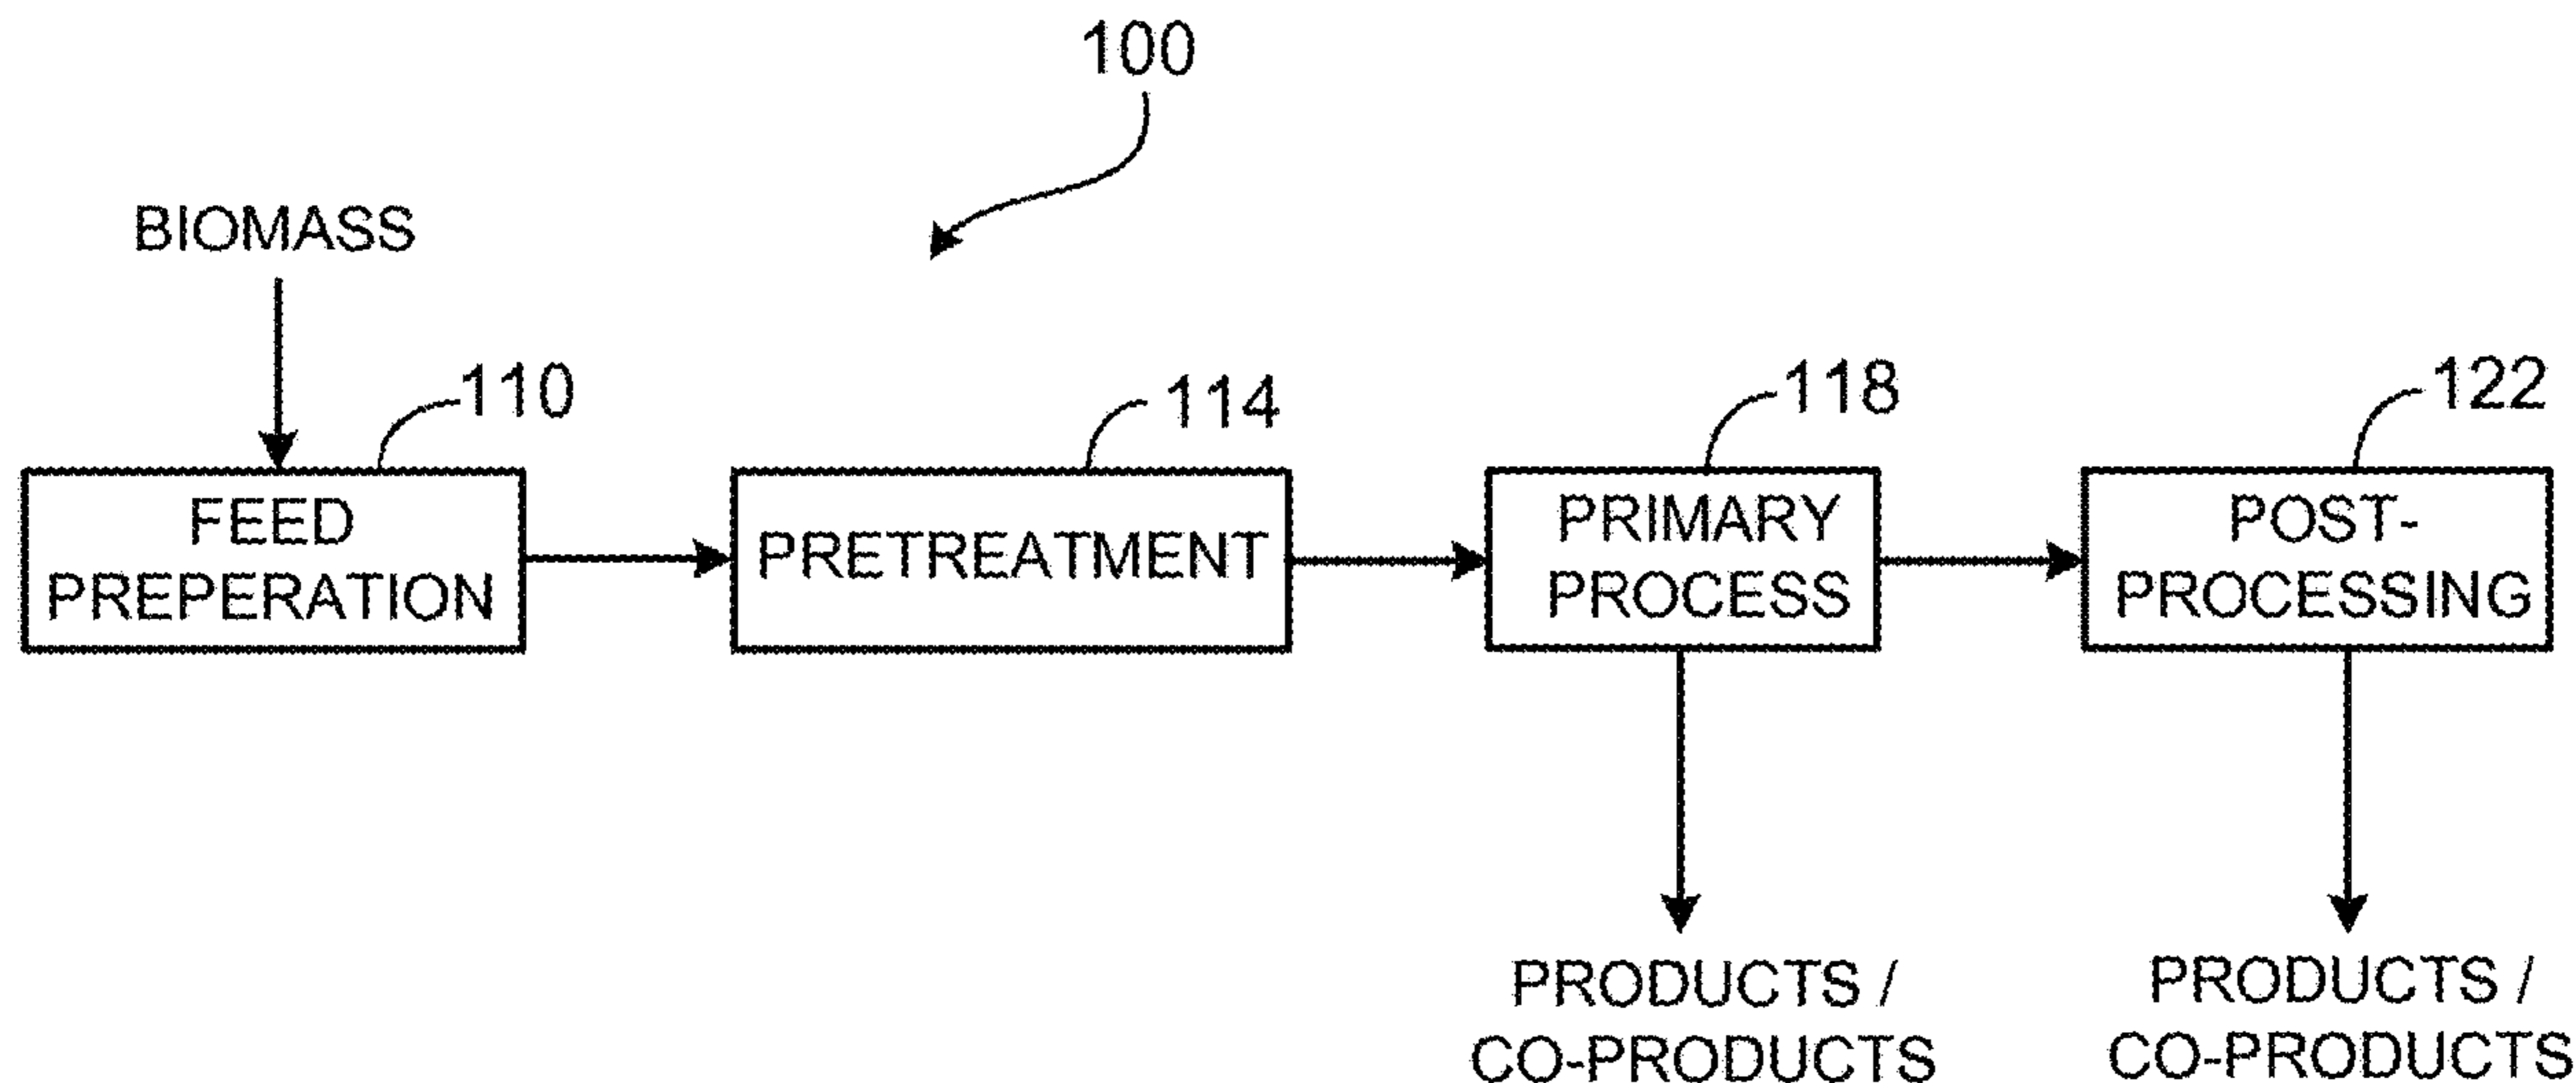 100
BIOMASS
110
114
118
122
FEED
PREPERATION
PRETREATMENT
PRIMARY
PROCESS
POST-
PROCESSING
PRODUCTS /
CO-PRODUCTS
PRODUCTS /
CO-PRODUCTS